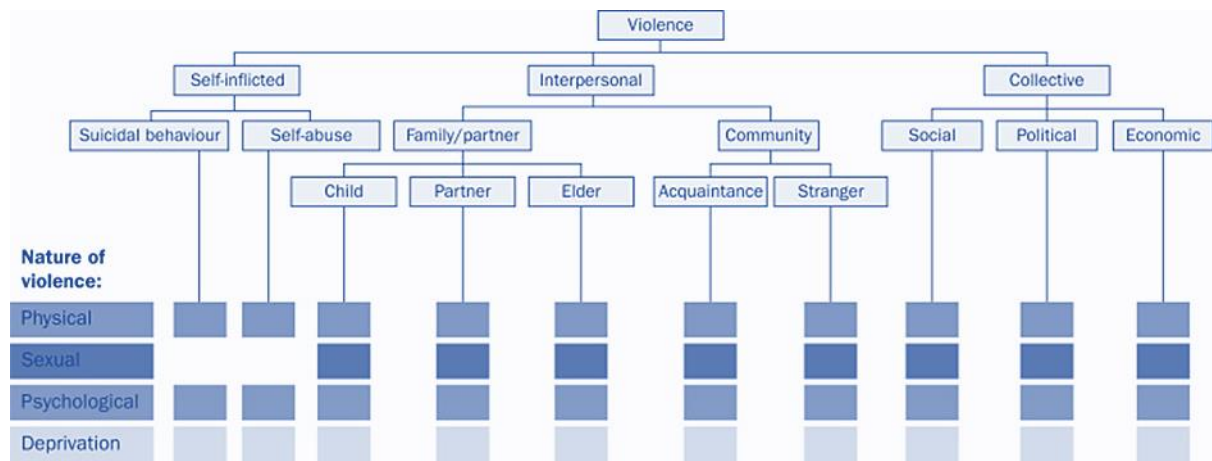 Violence
Self-inflicted Interpersonal Collective
Suicidal behaviour Self-abuse Family/partner Community Social Political Economic
Child Partner Elder Acquaintance Stranger
Nature of
violence:
Physical
Sexual
Psychological
Deprivation